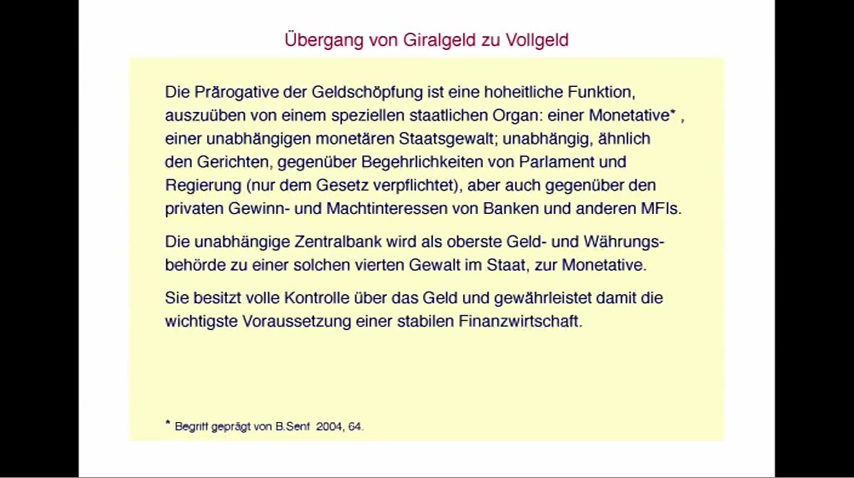 Übergang von Giralgeld zu Vollgeld
Die Prärogative der Geldschöpfung ist eine hoheitliche Funktion,
auszuüben von einem speziellen staatlichen Organ: einer Monetative* ,
einer unabhängigen monetären Staatsgewalt; unabhängig, ähnlich
den Gerichten, gegenüber Begehrlichkeiten von Parlament und
Regierung (nur dem Gesetz verpflichtet), aber auch gegenüber den
privaten Gewinn- und Machtinteressen von Banken und anderen MFIs.
Die unabhängige Zentralbank wird als oberste Geld- und Währungs-
behörde zu einer solchen vierten Gewalt im Staat, zur Monetative.
Sie besitzt volle Kontrolle über das Geld und gewährleistet damit die
wichtigste Voraussetzung einer stabilen Finanzwirtschaft.
* Begriff geprägt von B.Senf 2004, 64.